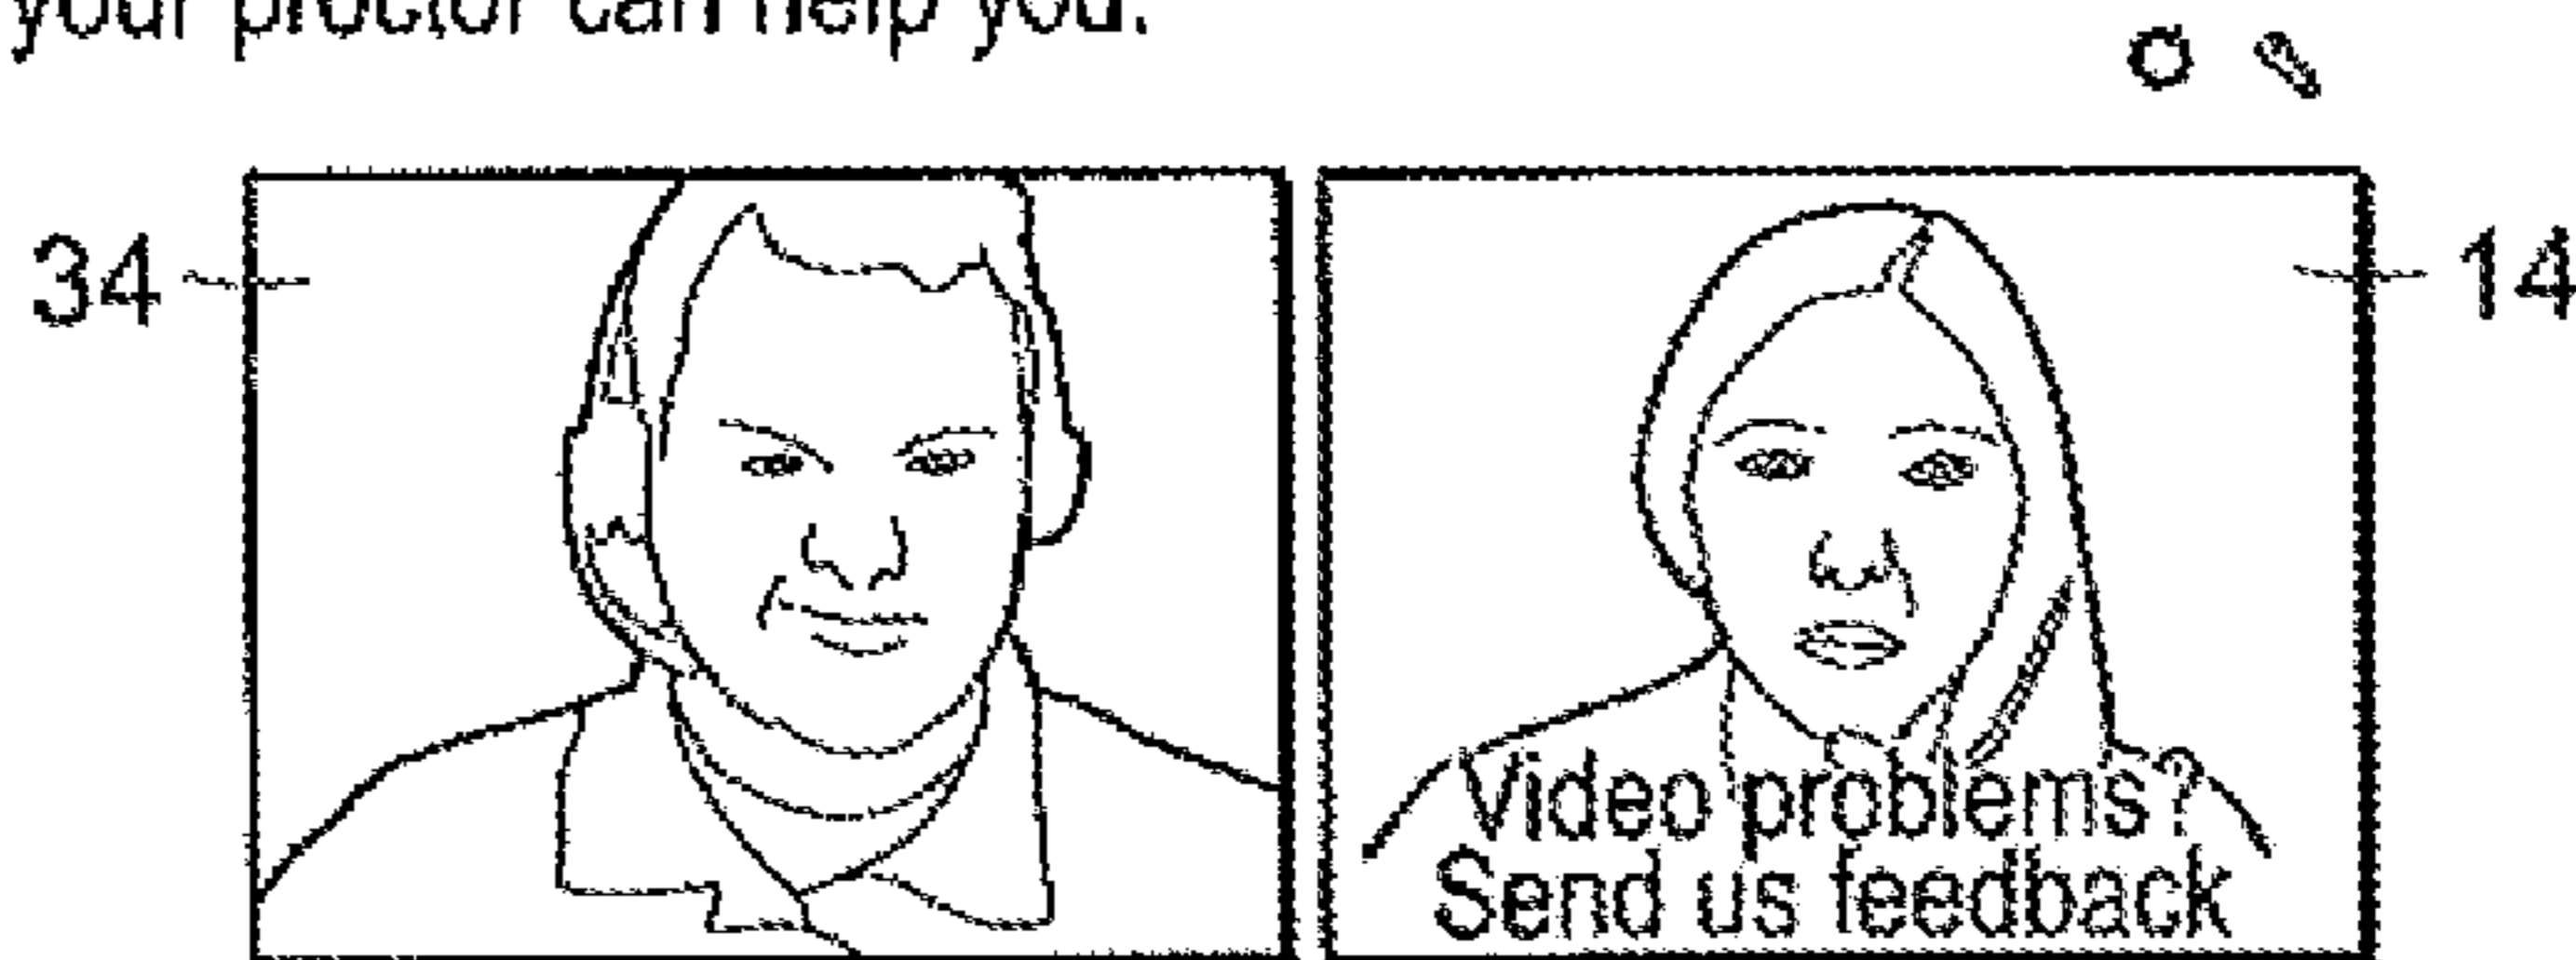 your proctor can help you.
34
14
Video problems?
Send us feedback